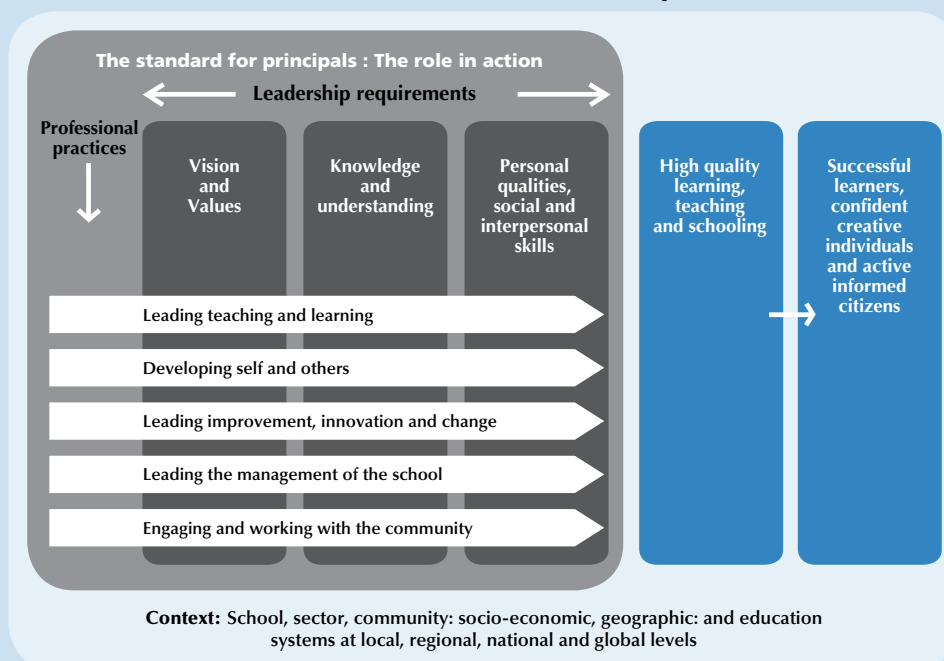 The standard for principals : The role in action
Leadership requirements
Professional
practices
Vision
and
Values
Knowledge
and
understanding
Personal
qualities,
social and
interpersonal
skills
High quality
learning,
teaching
and schooling
Successful
learners,
confident
creative
individuals
and active
informed
citizens
Leading teaching and learning
Developing self and others
Leading improvement, innovation and change
Leading the management of the school
Engaging and working with the community
Context: School, sector, community: socio-economic, geographic: and education
systems at local, regional, national and global levels